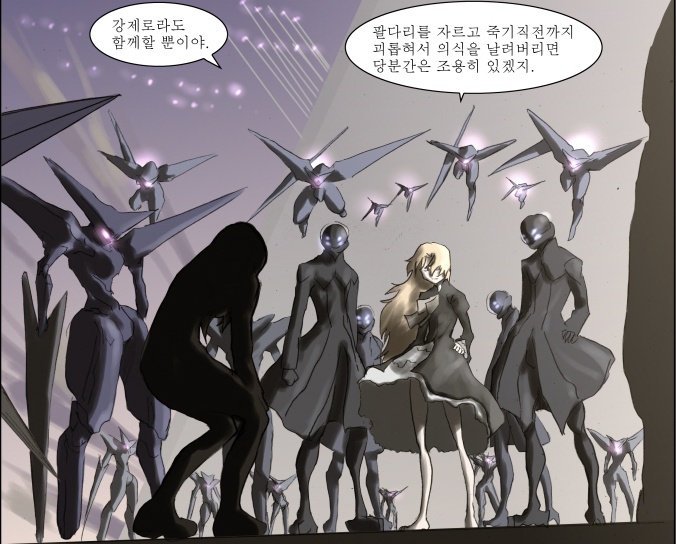 강제로라도
함께할 뿐이야.
팔다리를 자르고 죽기직전까지
괴롭혀서 의식을 날려버리면
당분간은 조용히 있겠지.